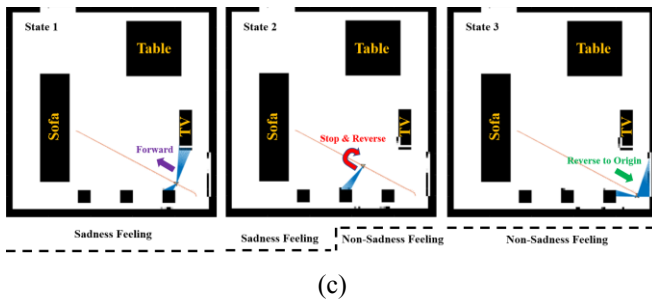 State 1
Table
Sofa
TV
Forward
Sadness Feeling
State 2
Table
Sofa
TV
Stop & Reverse
Sadness Feeling
Non-Sadness Feeling
State 3
Table
Sofa
TV
Reverse to Origin
Non-Sadness Feeling
(c)